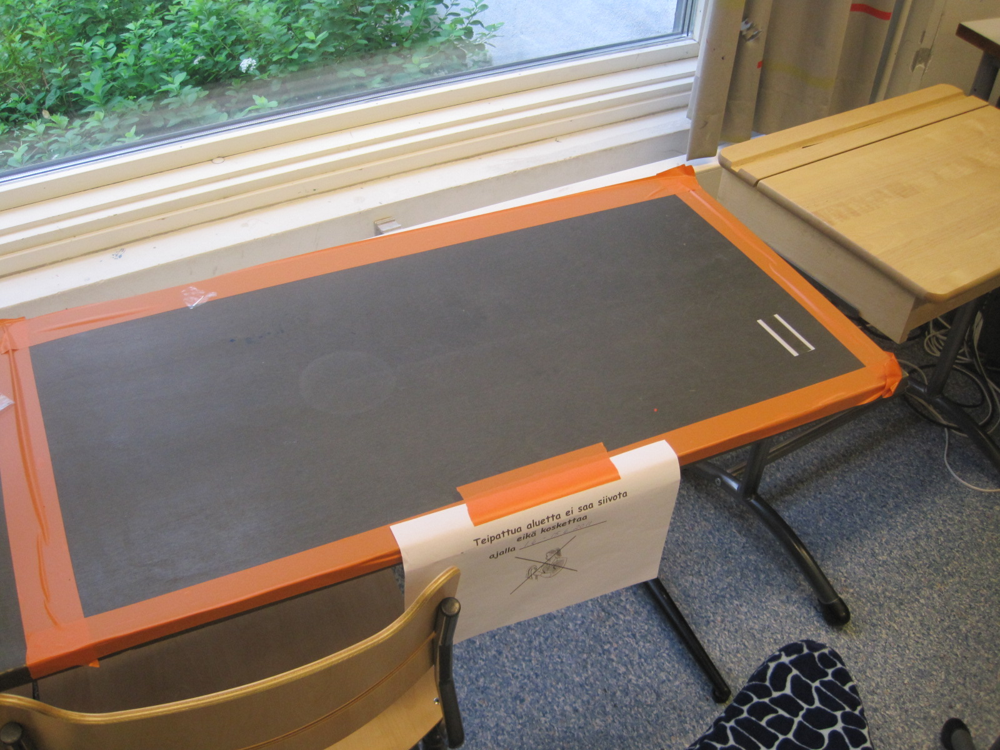 Teipattua aluetta ei saa siivota
eikä koskettaa
ajalla